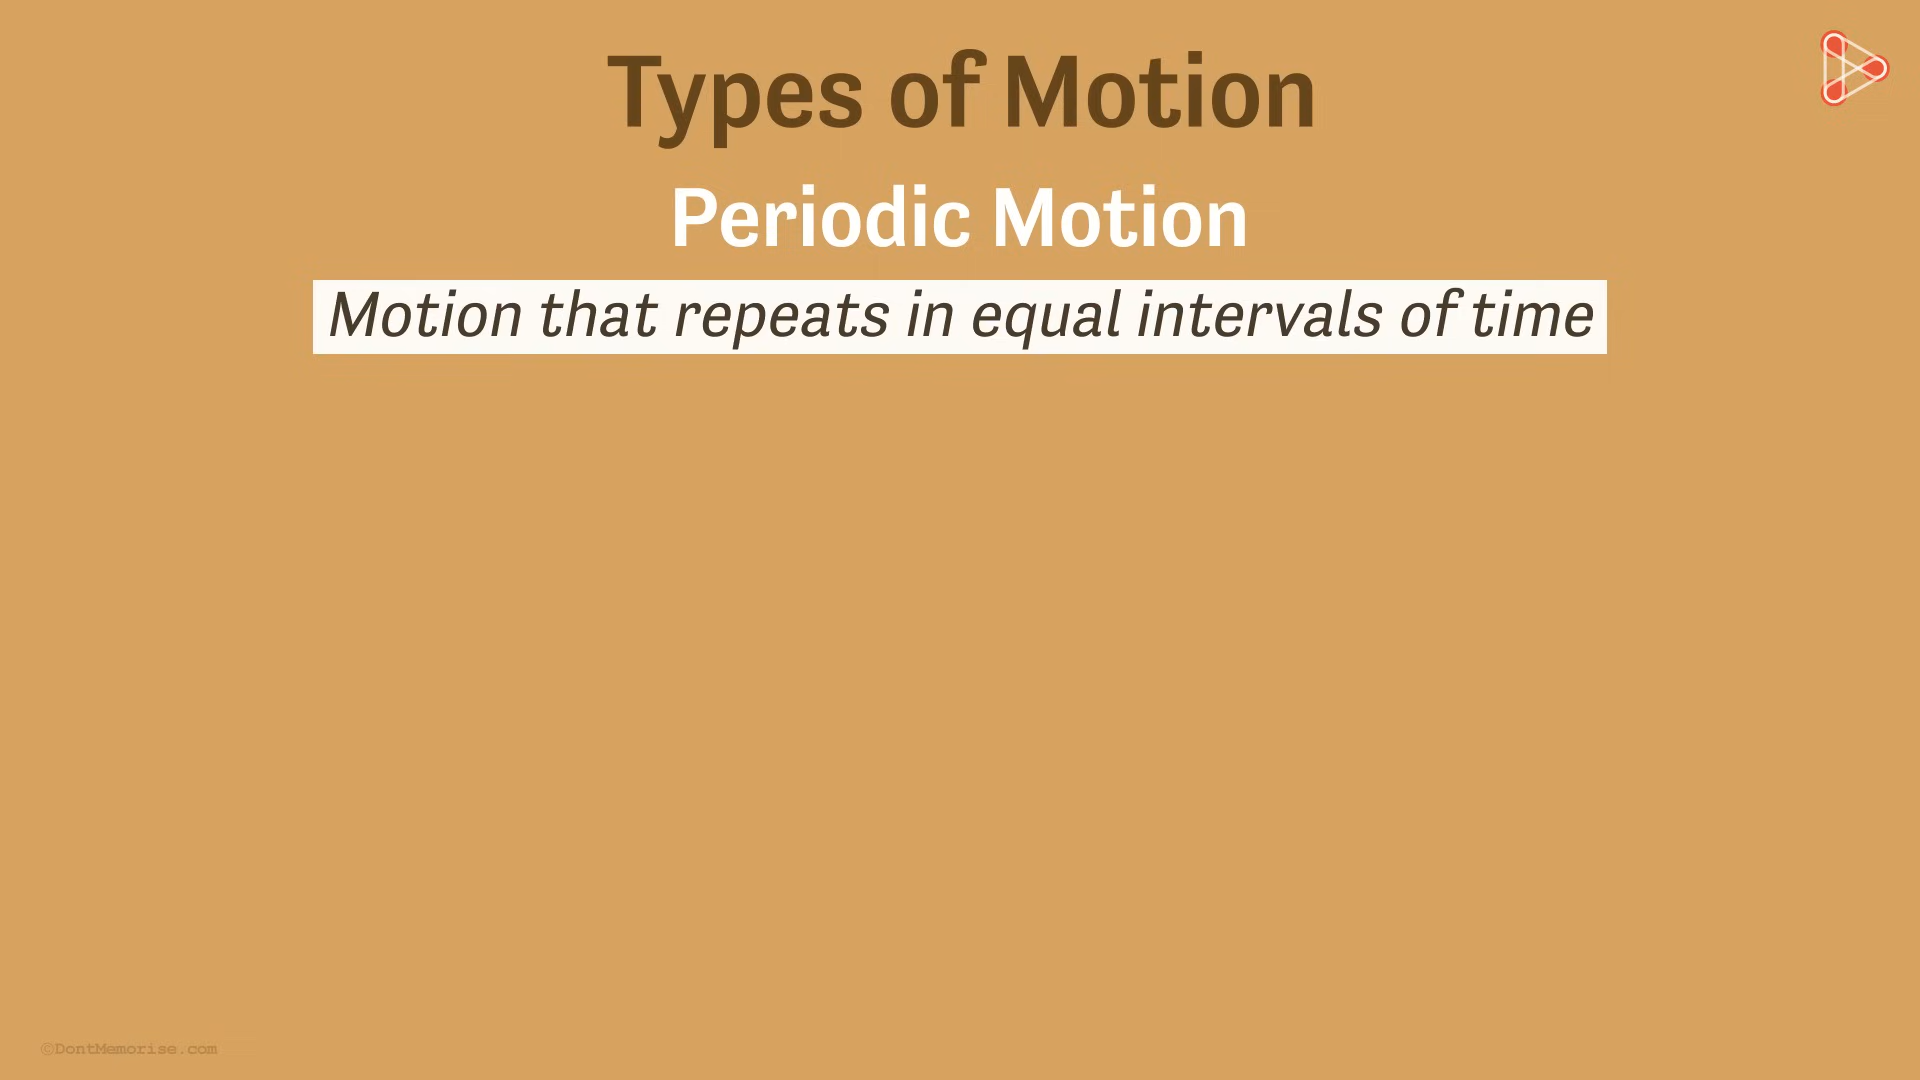 Types of Motion
Periodic Motion
Motion that repeats in equal intervals of time
©DontMemorise.com